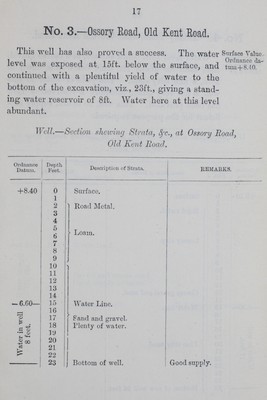 17
No. 3.—Ossory Road, Old Kent Road.
This well has also proved a success. The water
level was exposed at 15ft. below the surface, and
continued with a plentiful yield of water to the
bottom of the excavation, viz., 23ft., giving a stand-
ing water reservoir of 8ft. Water here at this level
abundant.
Surface Value.
Ordnance da-
tum+8.40.
Well.—Section shewing Strata, &c., at Ossory Road,
Old Kent Road.
Ordnance Datum. Depth Feet. Description of Strata. REMARKS.
+8.40 0 Surface.
1
2 Road Metal.
3
4
5
6 Loam.
7
8
9
10
11
12
13
14
— 6.60— 15 Water Line.
16
17 Sand and gravel.
18 Plenty of water.
19
20
21
22
23 Bottom of well. Good supply.
Water in well
8 feet.